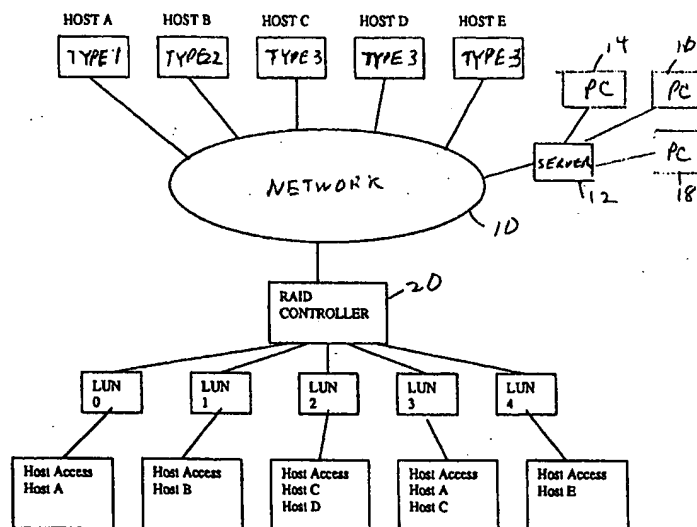 HOST A HOST B HOST C HOST D HOST E
TYPE 1 TYPE 22 TYPE 3 TYPE 3 TYPE 3
14 16
PC PC
SERVER PC
12 18
NETWORK
10
20
RAID
CONTROLLER
LUN LUN LUN LUN LUN
0 1 2 3 4
Host Access Host Access Host Access Host Access Host Access
Host A Host B Host C Host A Host E
Host D Host C